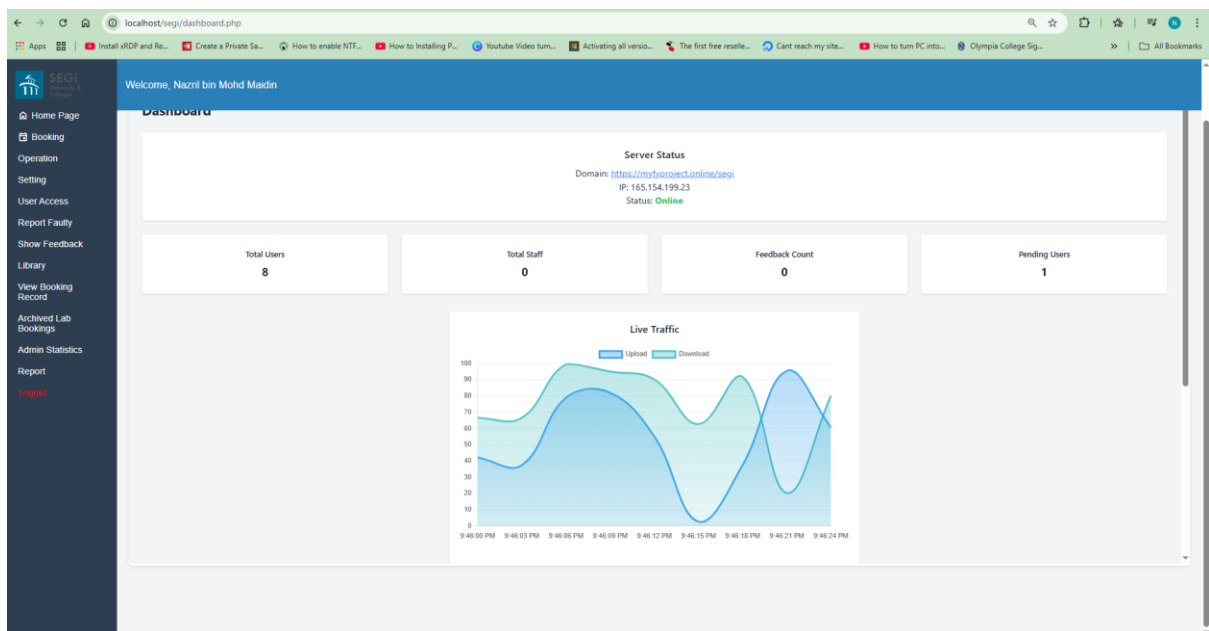 localhost/segi/dashboard.php
Apps
Install xRDP and Re...
Create a Private Sa...
How to enable NTF...
How to Installing P...
Youtube Video tum...
Activating all versio...
The first free reselle...
Cant reach my site...
How to turn PC into...
Olympia College Sig...
»
All Bookmarks
SEGi
University &
Colleges
Welcome, Nazril bin Mohd Maidin
Home Page
Booking
Operation
Setting
User Access
Report Faulty
Show Feedback
Library
View Booking
Record
Archived Lab
Bookings
Admin Statistics
Report
Logout
Dashboard
Server Status
Domain: https://myfyproject.online/segi
IP: 165.154.199.23
Status: Online
Total Users
8
Total Staff
0
Feedback Count
0
Pending Users
1
Live Traffic
Upload Download
100
90
80
70
60
50
40
30
20
10
0
9:46:00 PM 9:46:03 PM 9:46:06 PM 9:46:09 PM 9:46:12 PM 9:46:15 PM 9:46:18 PM 9:46:21 PM 9:46:24 PM